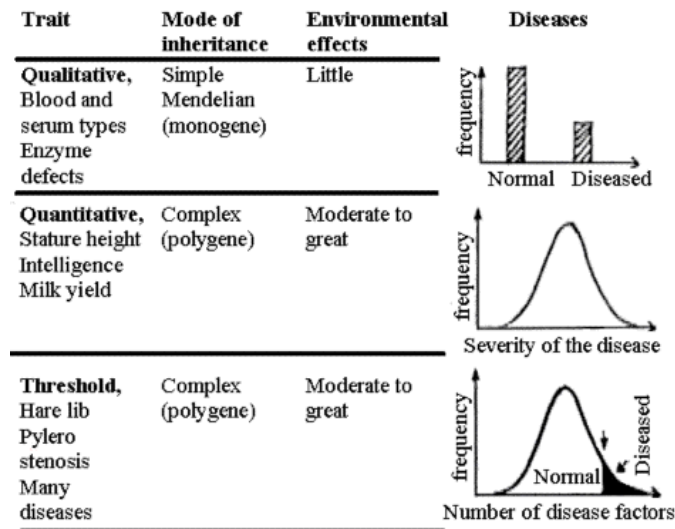 Trait Mode of inheritance Environmental effects Diseases
Qualitative, Simple Little
Blood and Mendelian
serum types (monogene)
Enzyme
defects
frequency
Normal Diseased
Quantitative, Complex Moderate to
Stature height (polygene) great
Intelligence
Milk yield
frequency
Severity of the disease
Threshold, Complex Moderate to
Hare lib (polygene) great
Pylero
stenosis
Many
diseases
frequency
Normal
Diseased
Number of disease factors